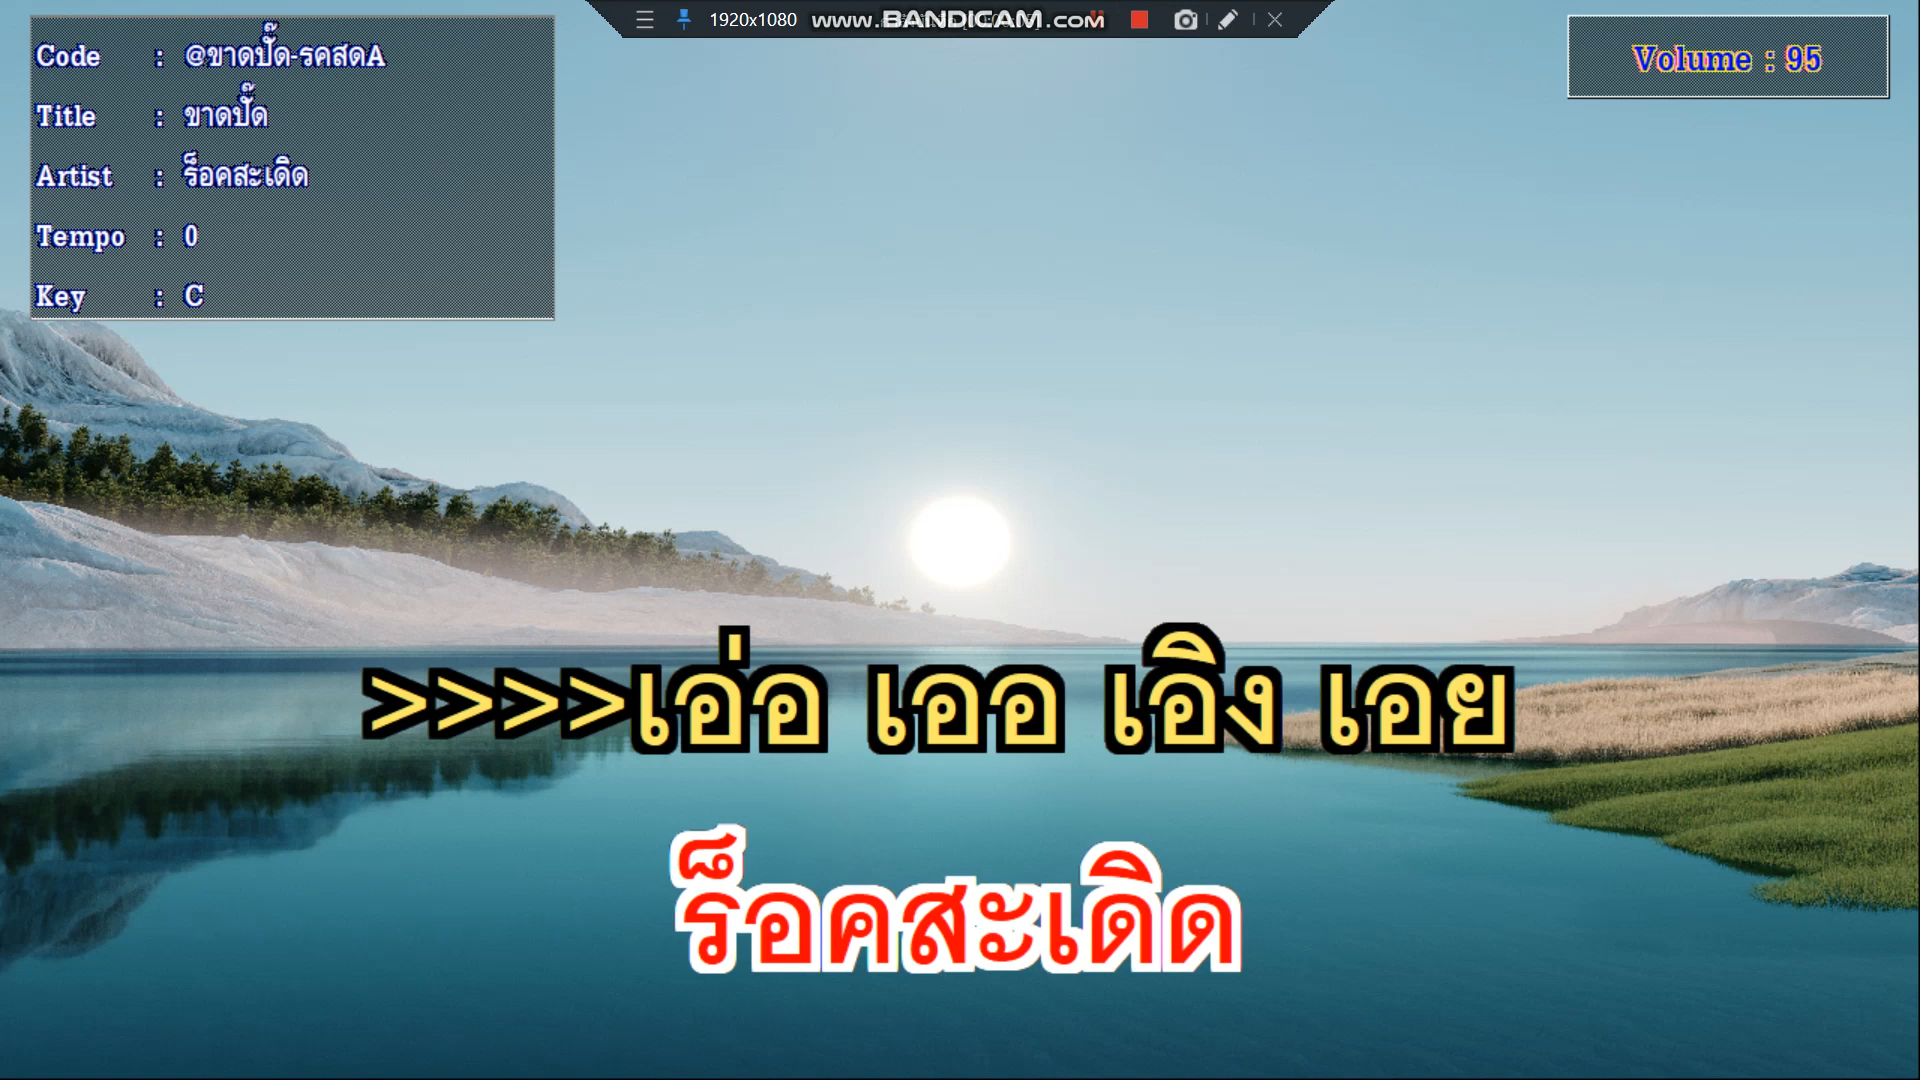 1920x1080 www.BANDICAM.com
Code : @ขาดปั๊ด-รคสดA
Title : ขาดปั๊ด
Artist : ร็อคสะเดิด
Tempo : 0
Key : C
Volume : 95
>>>>เอ่อ เออ เอิง เอย
ร็อคสะเดิด